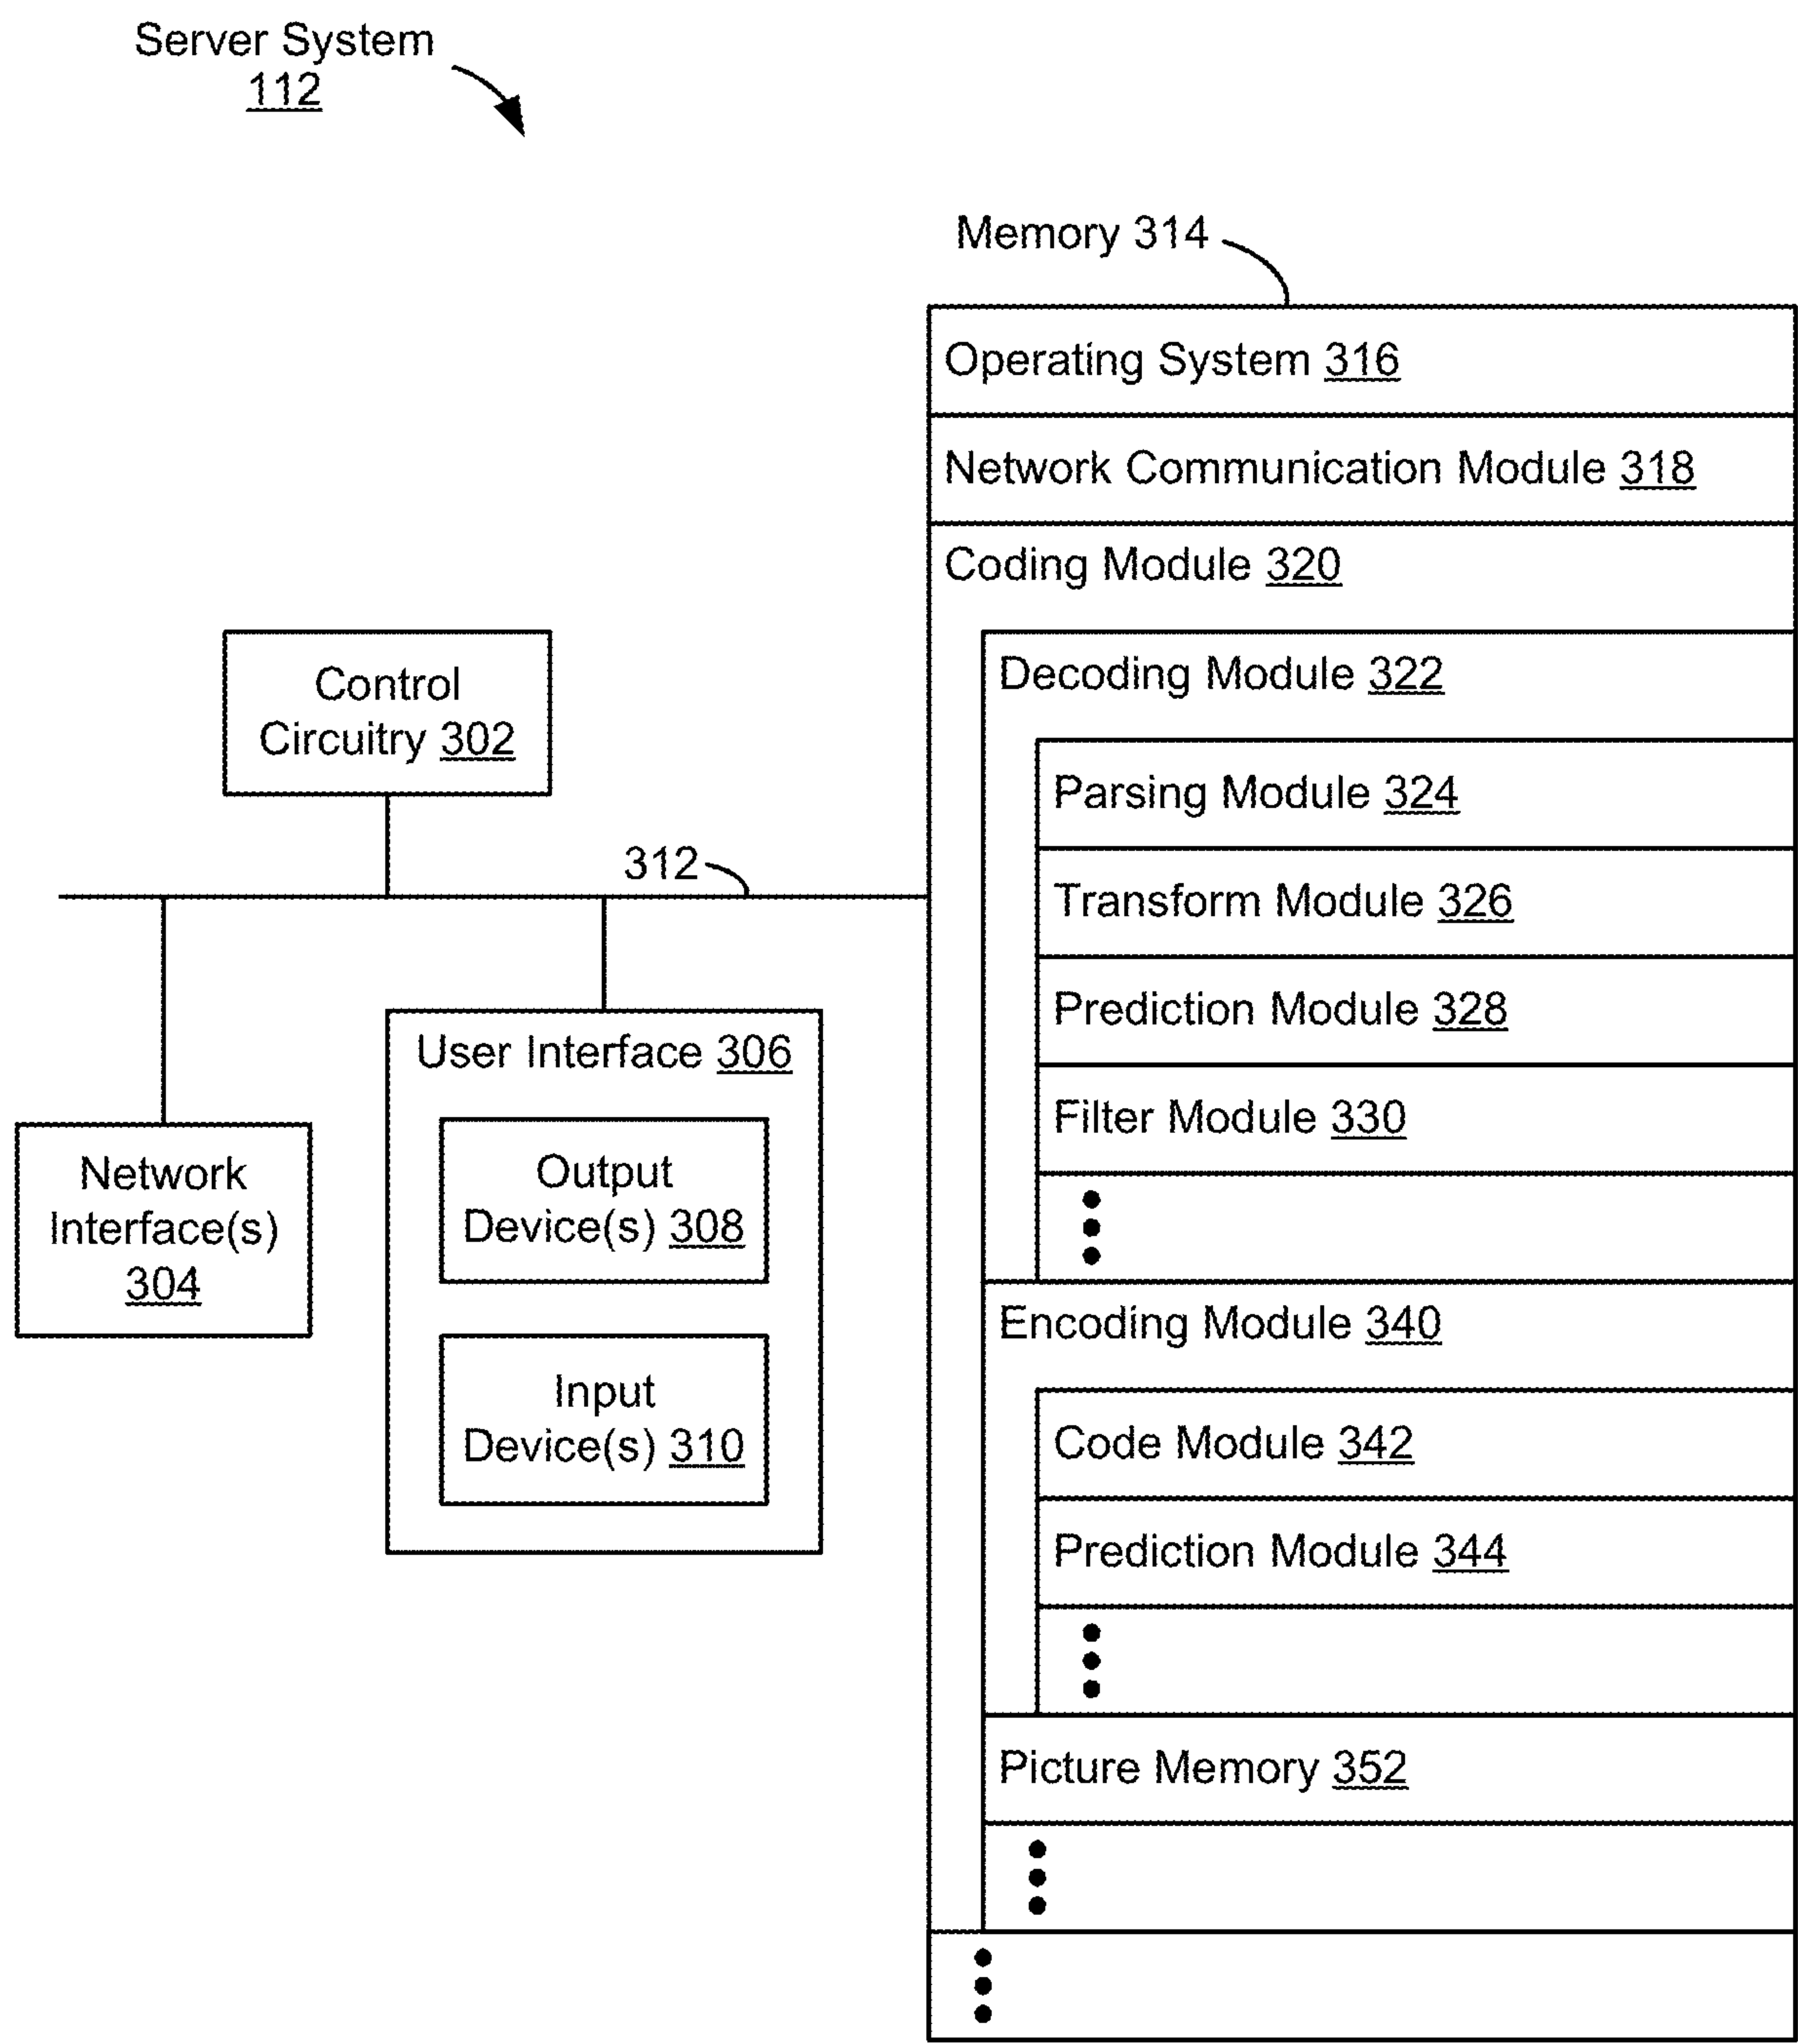 Server System
112
Memory 314
Operating System 316
Network Communication Module 318
Coding Module 320
Decoding Module 322
Parsing Module 324
Transform Module 326
Prediction Module 328
Filter Module 330
Encoding Module 340
Code Module 342
Prediction Module 344
Picture Memory 352
Control
Circuitry 302
312
Network
Interface(s)
304
User Interface 306
Output
Device(s) 308
Input
Device(s) 310